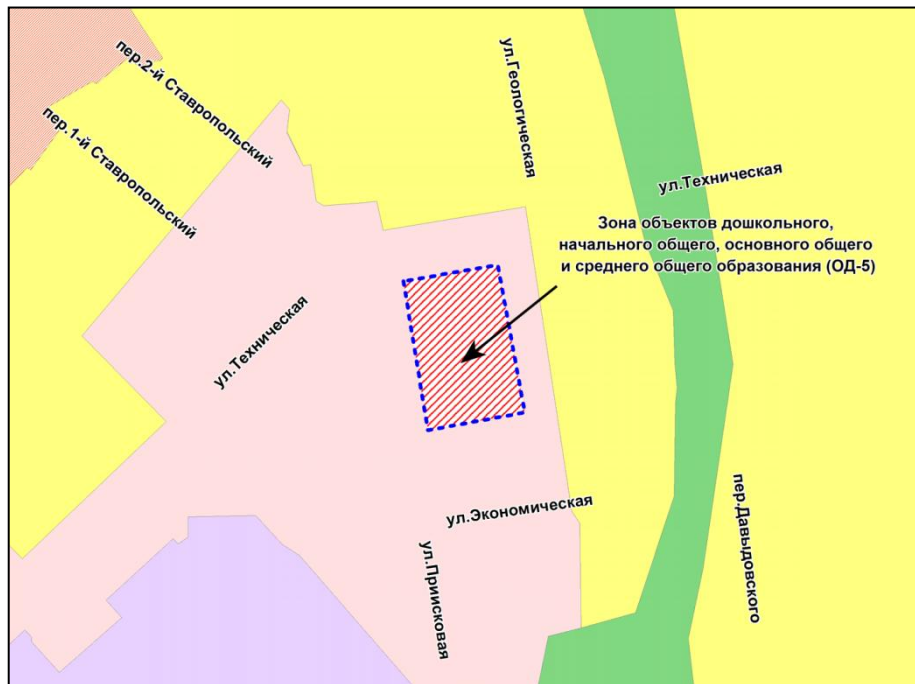 пер.2-й Ставропольский
пер.1-й Ставропольский
ул.Геологическая
ул.Техническая
Зона объектов дошкольного,
начального общего, основного общего
и среднего общего образования (ОД-5)
ул.Техническая
ул.Экономическая
ул.Приисковая
пер.Давыдовского